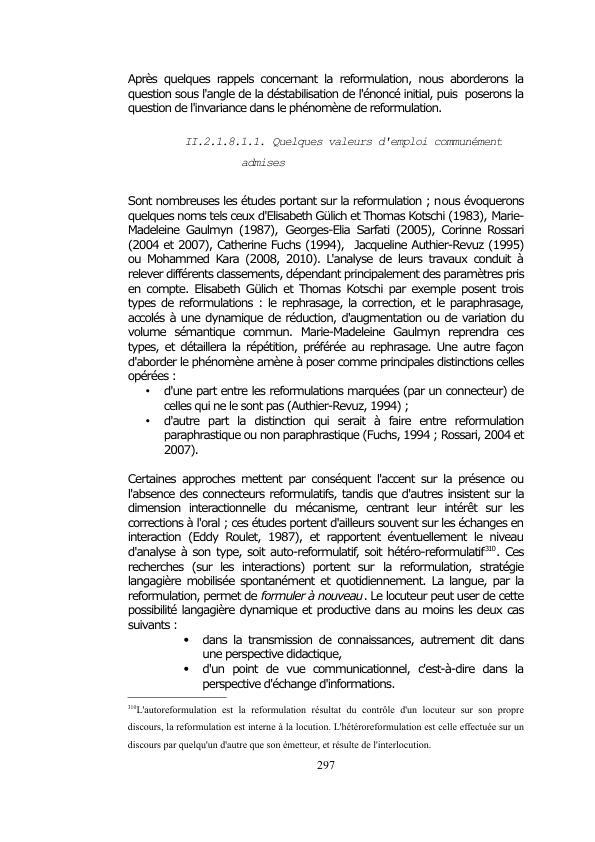 Après quelques rappels concernant la reformulation, nous aborderons la
question sous l'angle de la déstabilisation de l'énoncé initial, puis  poserons la
question de l'invariance dans le phénomène de reformulation.
II.2.1.8.1.1. Quelques valeurs d'emploi communément
admises
Sont nombreuses les études portant sur la reformulation ; nous évoquerons
quelques noms tels ceux d'Elisabeth Gülich et Thomas Kotschi (1983), Marie-
Madeleine Gaulmyn (1987), Georges-Elia Sarfati (2005), Corinne Rossari
(2004 et 2007), Catherine Fuchs (1994),  Jacqueline Authier-Revuz (1995)
ou Mohammed Kara (2008, 2010). L'analyse de leurs travaux conduit à
relever différents classements, dépendant principalement des paramètres pris
en compte. Elisabeth Gülich et Thomas Kotschi par exemple posent trois
types de reformulations : le rephrasage, la correction, et le paraphrasage,
accolés à une dynamique de réduction, d'augmentation ou de variation du
volume sémantique commun. Marie-Madeleine Gaulmyn reprendra ces
types, et détaillera la répétition, préférée au rephrasage. Une autre façon
d'aborder le phénomène amène à poser comme principales distinctions celles
opérées :
• d'une part entre les reformulations marquées (par un connecteur) de
celles qui ne le sont pas (Authier-Revuz, 1994) ;
• d'autre part la distinction qui serait à faire entre reformulation
paraphrastique ou non paraphrastique (Fuchs, 1994 ; Rossari, 2004 et
2007).
Certaines approches mettent par conséquent l'accent sur la présence ou
l'absence des connecteurs reformulatifs, tandis que d'autres insistent sur la
dimension interactionnelle du mécanisme, centrant leur intérêt sur les
corrections à l'oral ; ces études portent d'ailleurs souvent sur les échanges en
interaction (Eddy Roulet, 1987), et rapportent éventuellement le niveau
d'analyse à son type, soit auto-reformulatif, soit hétéro-reformulatif310. Ces
recherches (sur les interactions) portent sur la reformulation, stratégie
langagière mobilisée spontanément et quotidiennement. La langue, par la
reformulation, permet de formuler à nouveau. Le locuteur peut user de cette
possibilité langagière dynamique et productive dans au moins les deux cas
suivants :
• dans la transmission de connaissances, autrement dit dans
une perspective didactique,
• d'un point de vue communicationnel, c'est-à-dire dans la
perspective d'échange d'informations.
310L'autoreformulation est la reformulation résultat du contrôle d'un locuteur sur son propre
discours, la reformulation est interne à la locution. L'hétéroreformulation est celle effectuée sur un
discours par quelqu'un d'autre que son émetteur, et résulte de l'interlocution.
297